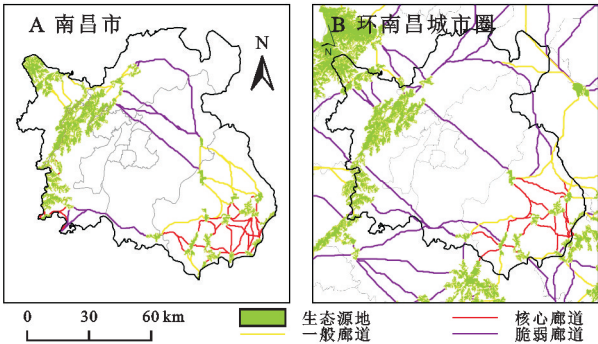 A 南昌市
N
B 环南昌城市圈
N
0 30 60 km
生态源地
核心廊道
一般廊道
脆弱廊道